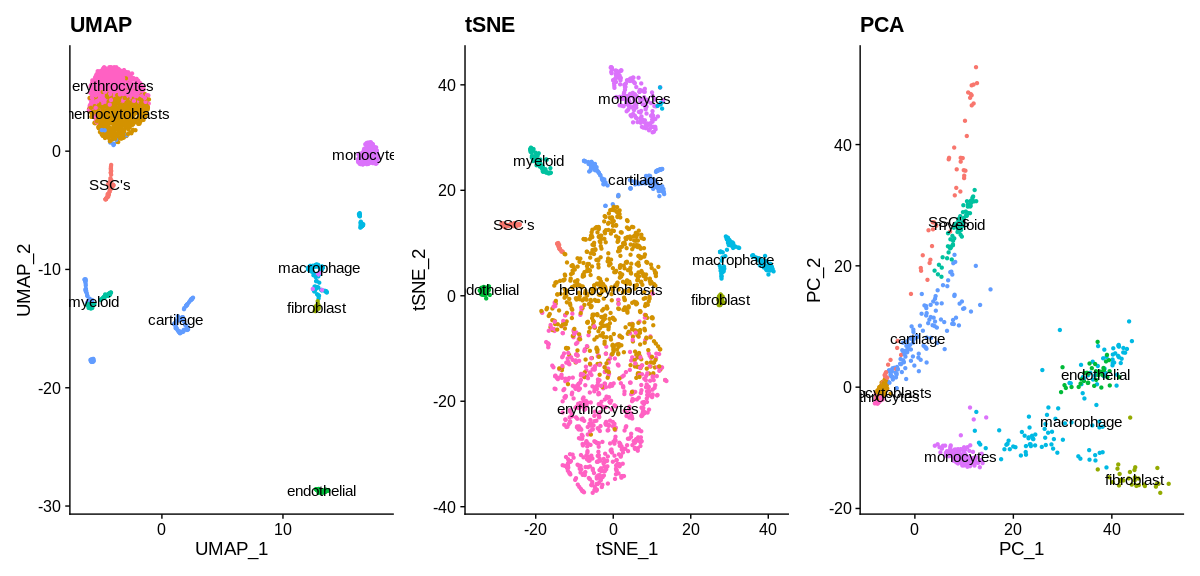 UMAP
erythrocytes
hemocytoblasts
SSC's
monocyte
macrophage
fibroblast
myeloid
cartilage
endothelial
0
-10
-20
-30
0
10
UMAP_1
UMAP_2
tSNE
monocytes
myeloid
cartilage
SSC's
macrophage
dothelial
hemocytoblasts
fibroblast
erythrocytes
40
20
0
-20
-40
-20
0
20
40
tSNE_1
tSNE_2
PCA
SSC's
myeloid
cartilage
endothelial
ocytoblasts
throcytes
macrophage
monocytes
fibroblast
40
20
0
-20
0
20
40
PC_1
PC_2